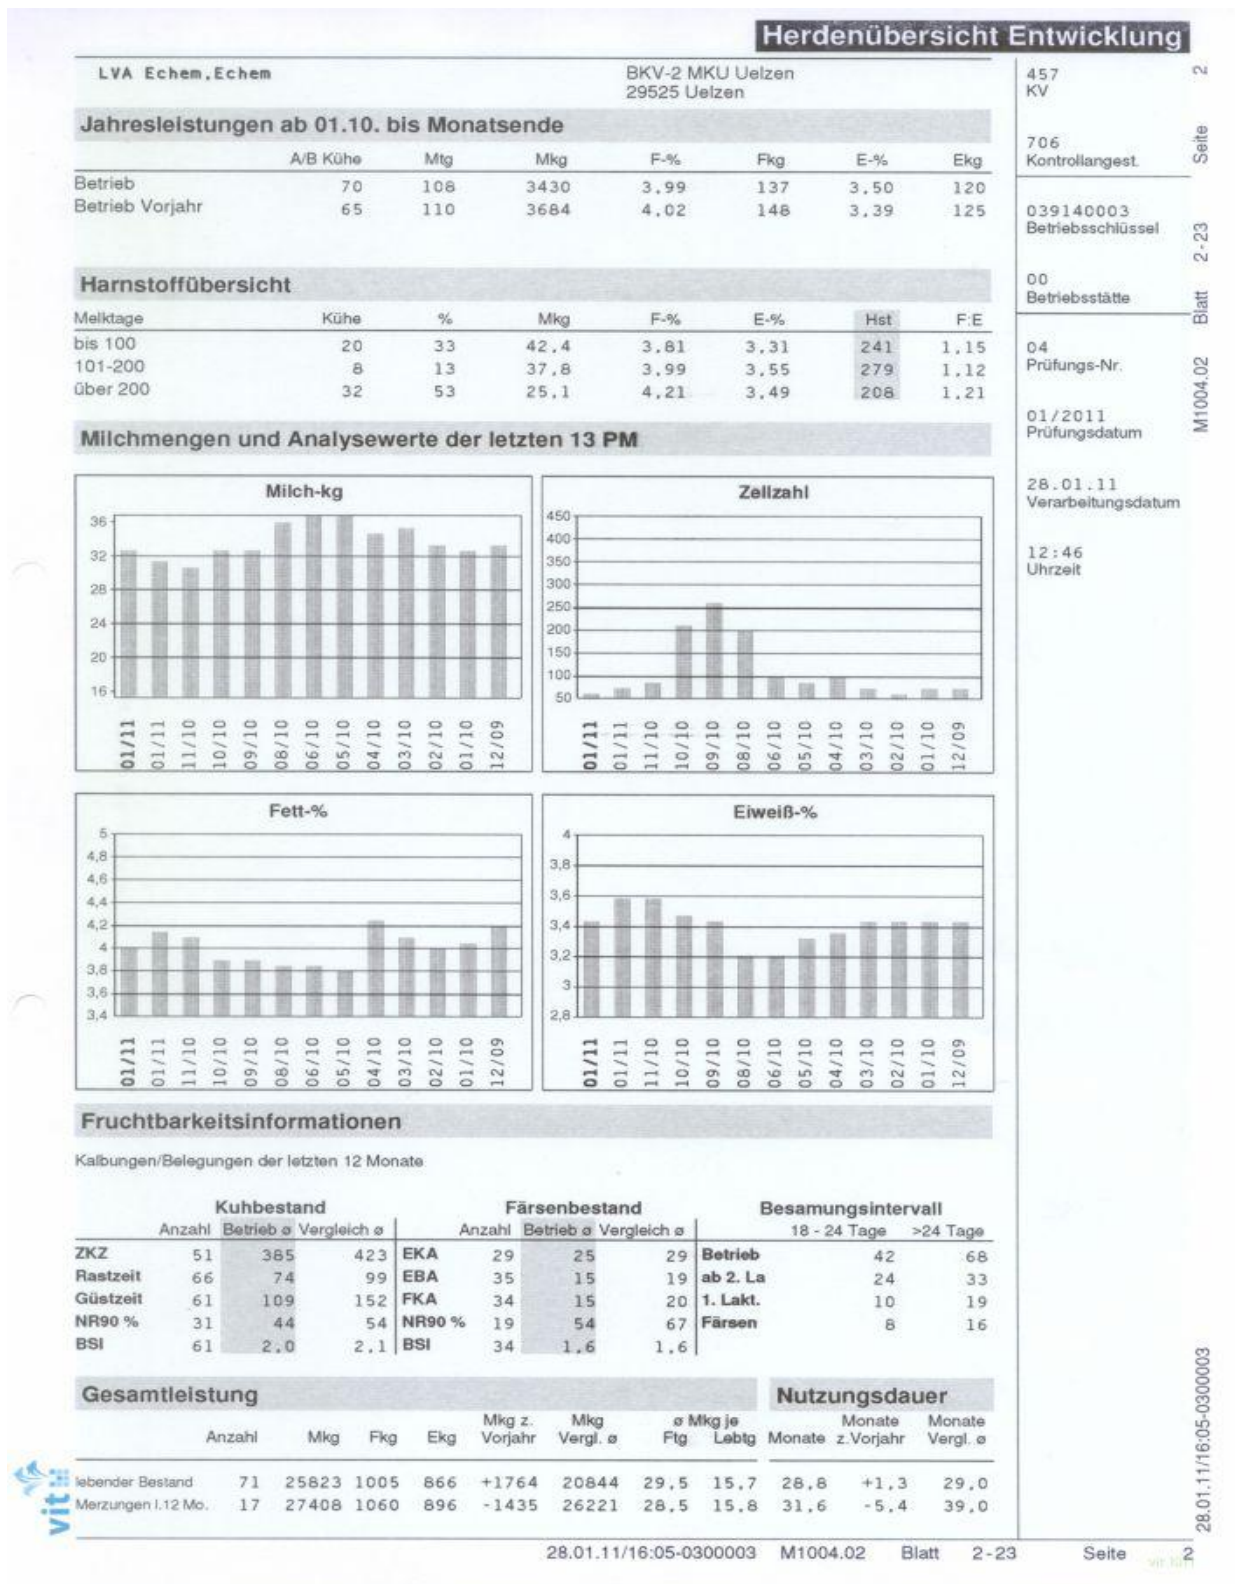 Herdenübersicht Entwicklung
LVA Echem,Echem
BKV-2 MKU Uelzen
29525 Uelzen
457
KV
706
Kontrollangest.
039140003
Betriebsschlüssel
00
Betriebsstätte
04
Prüfungs-Nr.
01/2011
Prüfungsdatum
28.01.11
Verarbeitungsdatum
12:46
Uhrzeit
M1004.02 Blatt 2-23 Seite 2
Jahresleistungen ab 01.10. bis Monatsende
A/B Kühe Mtg Mkg F-% Fkg E-% Ekg
Betrieb 70 108 3430 3,99 137 3,50 120
Betrieb Vorjahr 65 110 3684 4,02 148 3,39 125
Harnstoffübersicht
Melktage Kühe % Mkg F-% E-% Hst F:E
bis 100 20 33 42,4 3,81 3,31 241 1,15
101-200 8 13 37,8 3,99 3,55 279 1,12
über 200 32 53 25,1 4,21 3,49 208 1,21
Milchmengen und Analysewerte der letzten 13 PM
Milch-kg
36
32
28
24
20
16
01/11 01/11 11/10 10/10 09/10 08/10 06/10 05/10 04/10 03/10 02/10 01/10 12/09
Zellzahl
450
400
350
300
250
200
150
100
50
01/11 01/11 11/10 10/10 09/10 08/10 06/10 05/10 04/10 03/10 02/10 01/10 12/09
Fett-%
5
4,8
4,6
4,4
4,2
4
3,8
3,6
3,4
01/11 01/11 11/10 10/10 09/10 08/10 06/10 05/10 04/10 03/10 02/10 01/10 12/09
Eiweiß-%
4
3,8
3,6
3,4
3,2
3
2,8
01/11 01/11 11/10 10/10 09/10 08/10 06/10 05/10 04/10 03/10 02/10 01/10 12/09
Fruchtbarkeitsinformationen
Kalbungen/Belegungen der letzten 12 Monate
Kuhbestand Färsenbestand Besamungsintervall
Anzahl Betrieb ø Vergleich ø Anzahl Betrieb ø Vergleich ø 18 - 24 Tage >24 Tage
ZKZ 51 385 423 EKA 29 25 29 Betrieb 42 68
Rastzeit 66 74 99 EBA 35 15 19 ab 2. La 24 33
Güstzeit 61 109 152 FKA 34 15 20 1. Lakt. 10 19
NR90 % 31 44 54 NR90 % 19 54 67 Färsen 8 16
BSI 61 2,0 2,1 BSI 34 1,6 1,6
Gesamtleistung Nutzungsdauer
Mkg z. Mkg ø Mkg je Monate Monate
Anzahl Mkg Fkg Ekg Vorjahr Vergl. ø Ftg Lebtg Monate z.Vorjahr Vergl. ø
lebender Bestand 71 25823 1005 866 +1764 20844 29,5 15,7 28,8 +1,3 29,0
Merzungen l.12 Mo. 17 27408 1060 896 -1435 26221 28,5 15,8 31,6 -5,4 39,0
vit
28.01.11/16:05-0300003
28.01.11/16:05-0300003 M1004.02 Blatt 2-23 Seite 2